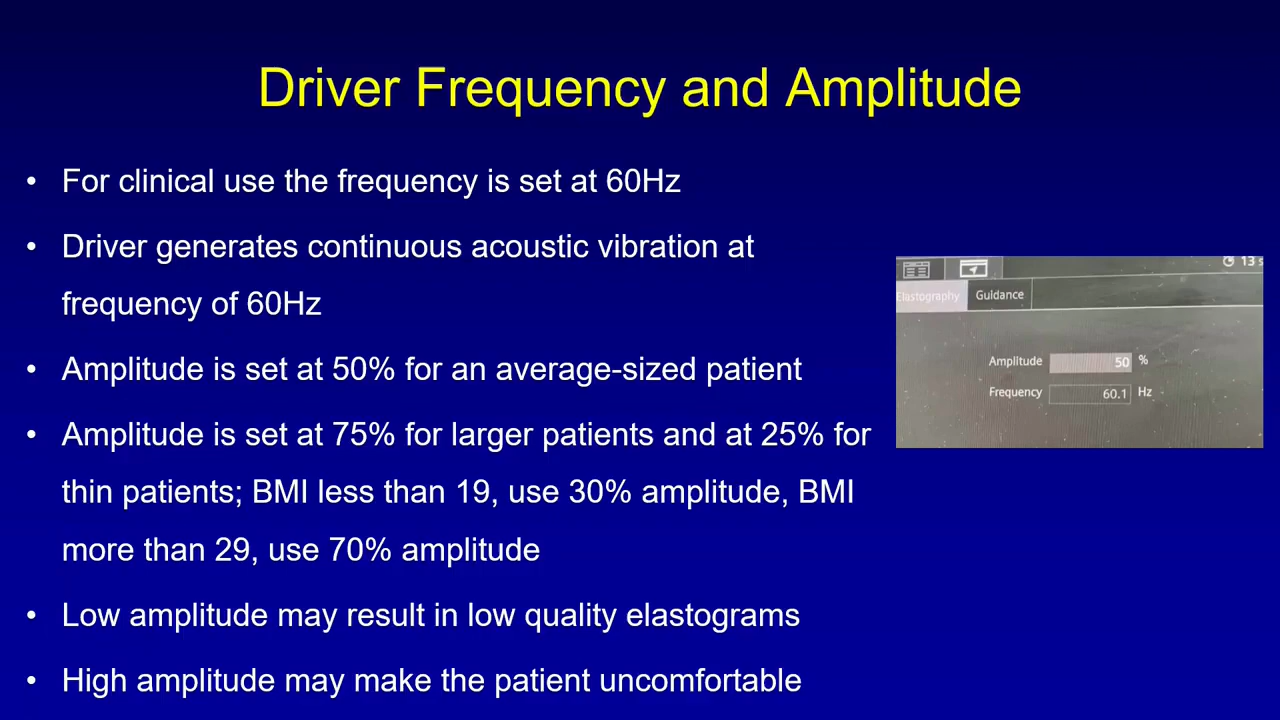 Driver Frequency and Amplitude
• For clinical use the frequency is set at 60Hz
• Driver generates continuous acoustic vibration at
frequency of 60Hz
• Amplitude is set at 50% for an average-sized patient
• Amplitude is set at 75% for larger patients and at 25% for
thin patients; BMI less than 19, use 30% amplitude, BMI
more than 29, use 70% amplitude
• Low amplitude may result in low quality elastograms
• High amplitude may make the patient uncomfortable
13 s
Elastography Guidance
Amplitude 50 %
Frequency 60.1 Hz